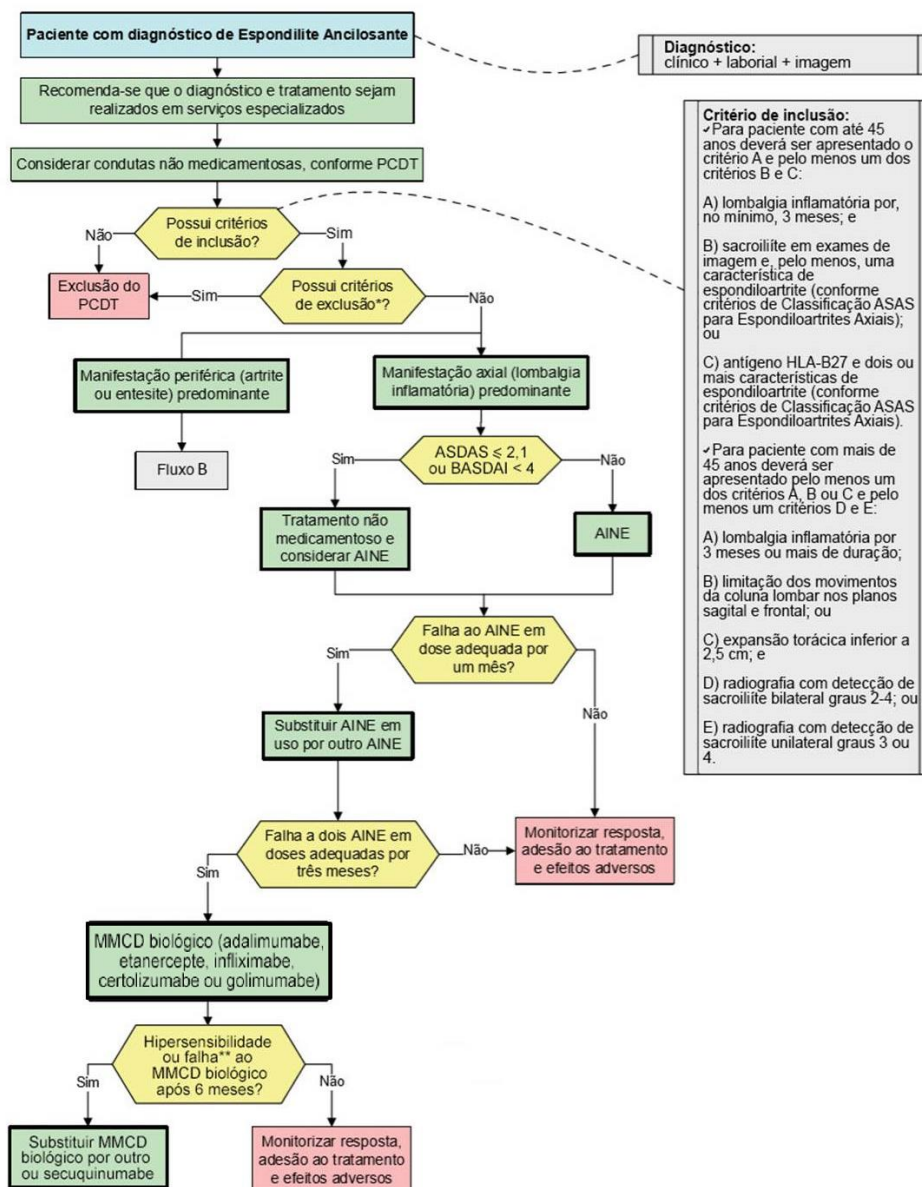 Paciente com diagnóstico de Espondilite Ancilosante
Diagnóstico:
clínico + laborial + imagem
Recomenda-se que o diagnóstico e tratamento sejam
realizados em serviços especializados
Considerar condutas não medicamentosas, conforme PCDT
Possui critérios
de inclusão?
Não
Sim
Exclusão do
PCDT
Sim
Possui critérios
de exclusão*?
Não
Manifestação periférica (artrite
ou entesite) predominante
Manifestação axial (lombalgia
inflamatória) predominante
Fluxo B
Sim
ASDAS ⩽ 2,1
ou BASDAI < 4
Não
Tratamento não
medicamentoso e
considerar AINE
AINE
Falha ao AINE em
dose adequada por
um mês?
Sim
Não
Substituir AINE em
uso por outro AINE
Falha a dois AINE em
doses adequadas por
três meses?
Não
Sim
Monitorizar resposta,
adesão ao tratamento
e efeitos adversos
MMCD biológico (adalimumabe,
etanercepte, infliximabe,
certolizumabe ou golimumabe)
Hipersensibilidade
ou falha** ao
MMCD biológico
após 6 meses?
Sim
Não
Substituir MMCD
biológico por outro
ou secuquinumabe
Monitorizar resposta,
adesão ao tratamento
e efeitos adversos
Critério de inclusão:
✓Para paciente com até 45
anos deverá ser apresentado o
critério A e pelo menos um dos
critérios B e C:
A) lombalgia inflamatória por,
no mínimo, 3 meses; e
B) sacroiliíte em exames de
imagem e, pelo menos, uma
característica de
espondiloartrite (conforme
critérios de Classificação ASAS
para Espondiloartrites Axiais);
ou
C) antígeno HLA-B27 e dois ou
mais características de
espondiloartrite (conforme
critérios de Classificação ASAS
para Espondiloartrites Axiais).
✓Para paciente com mais de
45 anos deverá ser
apresentado pelo menos um
dos critérios A, B ou C e pelo
menos um critérios D e E:
A) lombalgia inflamatória por
3 meses ou mais de duração;
B) limitação dos movimentos
da coluna lombar nos planos
sagital e frontal; ou
C) expansão torácica inferior a
2,5 cm; e
D) radiografia com detecção de
sacroiliíte bilateral graus 2-4; ou
E) radiografia com detecção de
sacroiliíte unilateral graus 3 ou
4.